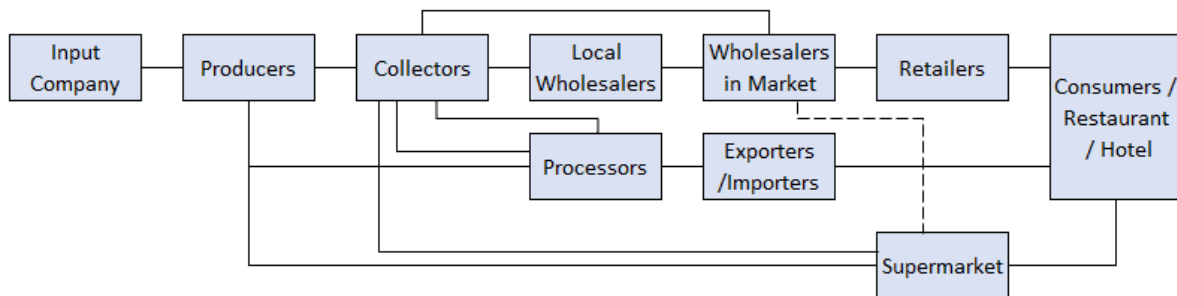 Input
Company
Producers
Collectors
Local
Wholesalers
Wholesalers
in Market
Retailers
Consumers /
Restaurant
/ Hotel
Processors
Exporters
/Importers
Supermarket